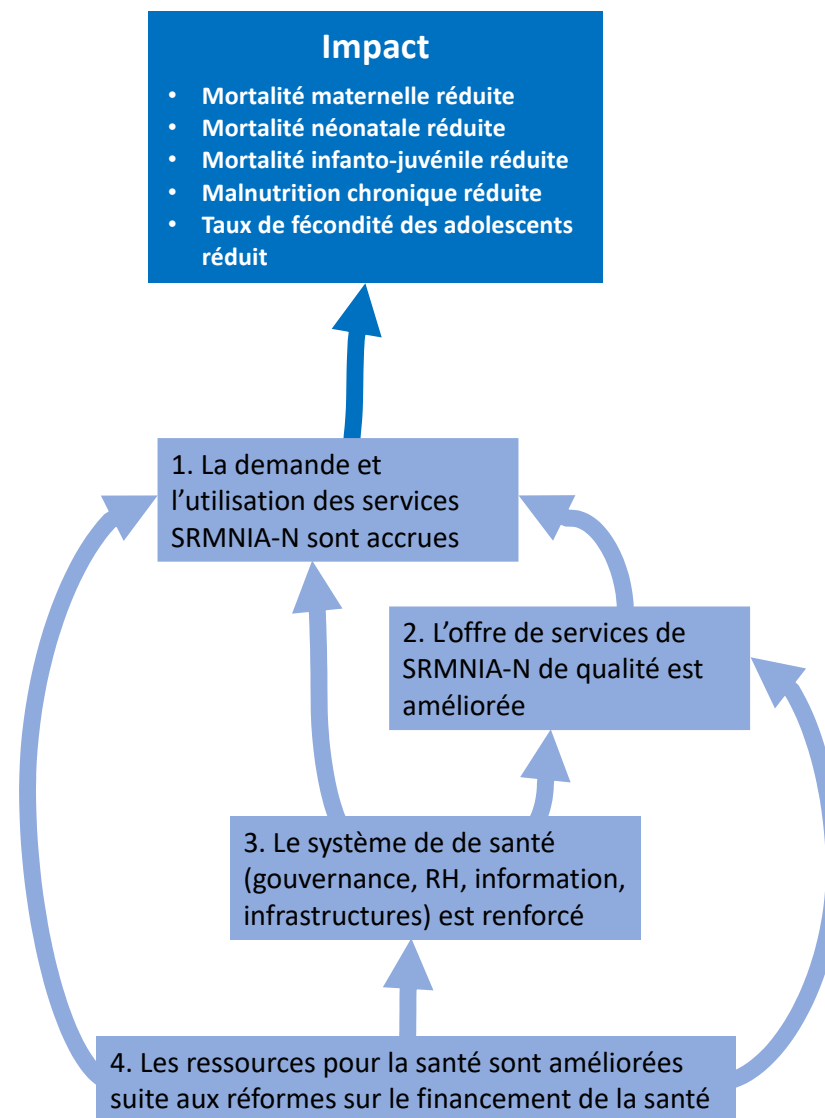 Impact
• Mortalité maternelle réduite
• Mortalité néonatale réduite
• Mortalité infanto-juvénile réduite
• Malnutrition chronique réduite
• Taux de fécondité des adolescents
réduit
1. La demande et
l’utilisation des services
SRMNIA-N sont accrues
2. L’offre de services de
SRMNIA-N de qualité est
améliorée
3. Le système de de santé
(gouvernance, RH, information,
infrastructures) est renforcé
4. Les ressources pour la santé sont améliorées
suite aux réformes sur le financement de la santé